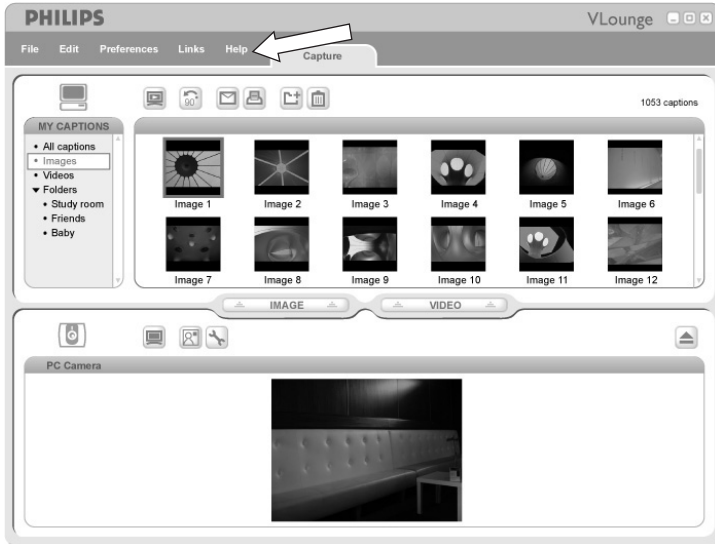 PHILIPS VLounge
File Edit Preferences Links Help
Capture
90°
1053 captions
MY CAPTIONS
• All captions
• Images
• Videos
▼ Folders
• Study room
• Friends
• Baby
Image 1 Image 2 Image 3 Image 4 Image 5 Image 6
Image 7 Image 8 Image 9 Image 10 Image 11 Image 12
IMAGE VIDEO
PC Camera